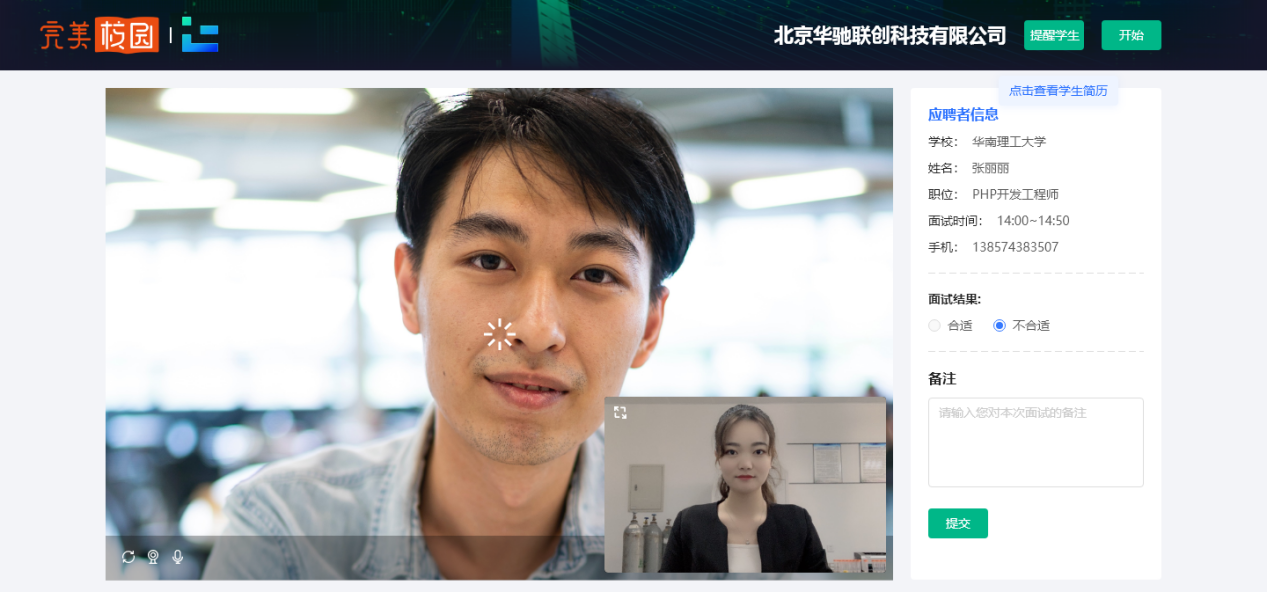 完美校园
北京华驰联创科技有限公司
提醒学生
开始
点击查看学生简历
应聘者信息
学校： 华南理工大学
姓名： 张丽丽
职位： PHP开发工程师
面试时间： 14:00~14:50
手机： 138574383507
面试结果:
合适 不合适
备注
请输入您对本次面试的备注
提交